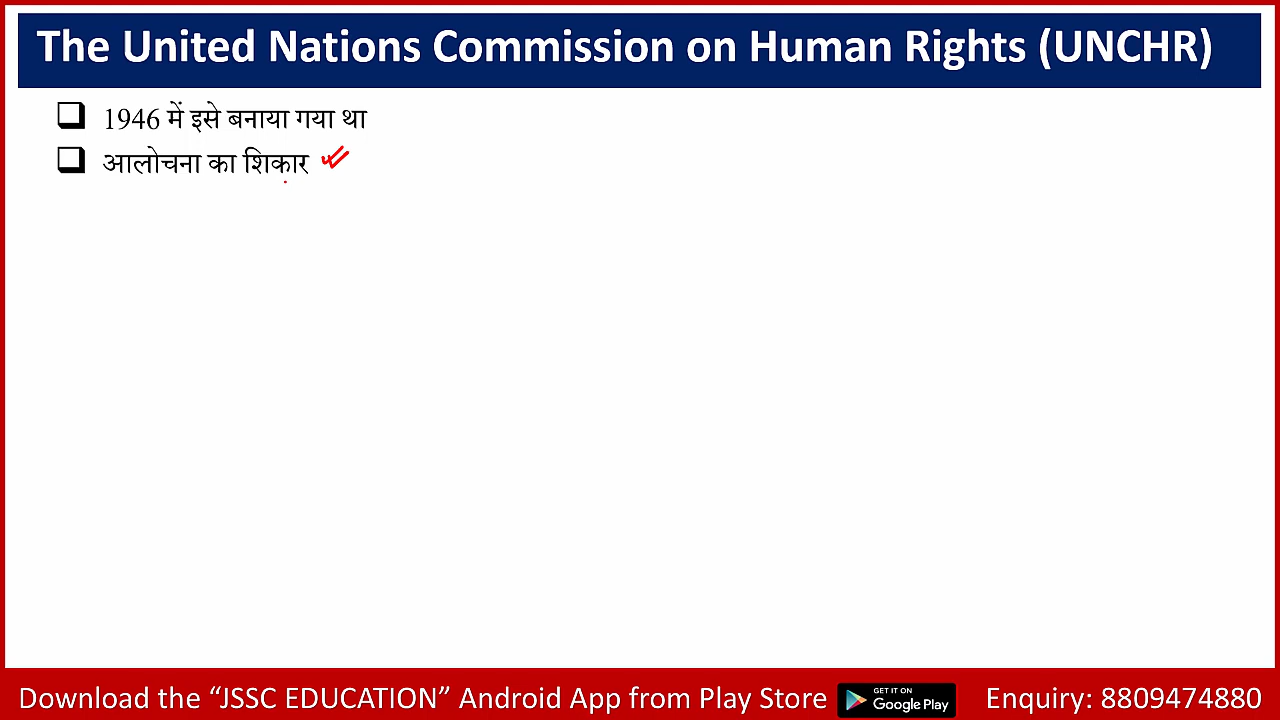 The United Nations Commission on Human Rights (UNCHR)
1946 में इसे बनाया गया था
आलोचना का शिकार
Download the “JSSC EDUCATION” Android App from Play Store GET IT ON Google Play Enquiry: 8809474880